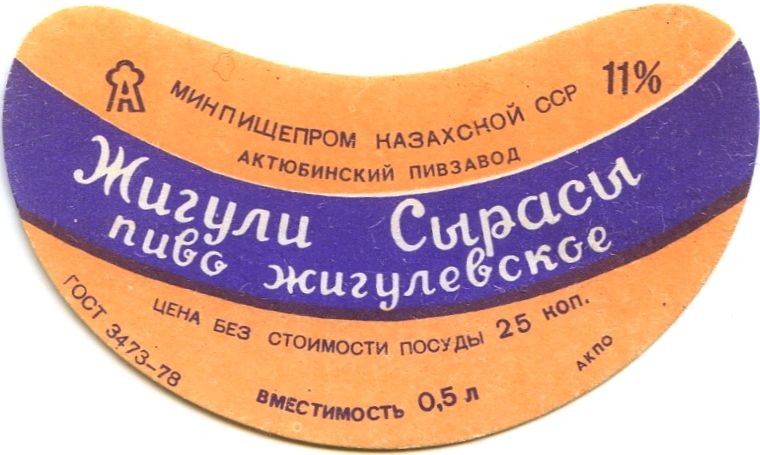 МИНПИЩЕПРОМ КАЗАХСКОЙ ССР 11%
АКТЮБИНСКИЙ ПИВЗАВОД
Жигули Сырасы
пиво жигулевское
ЦЕНА БЕЗ СТОИМОСТИ ПОСУДЫ 25 коп.
ГОСТ 3473-78
ВМЕСТИМОСТЬ 0,5 л
АКПО